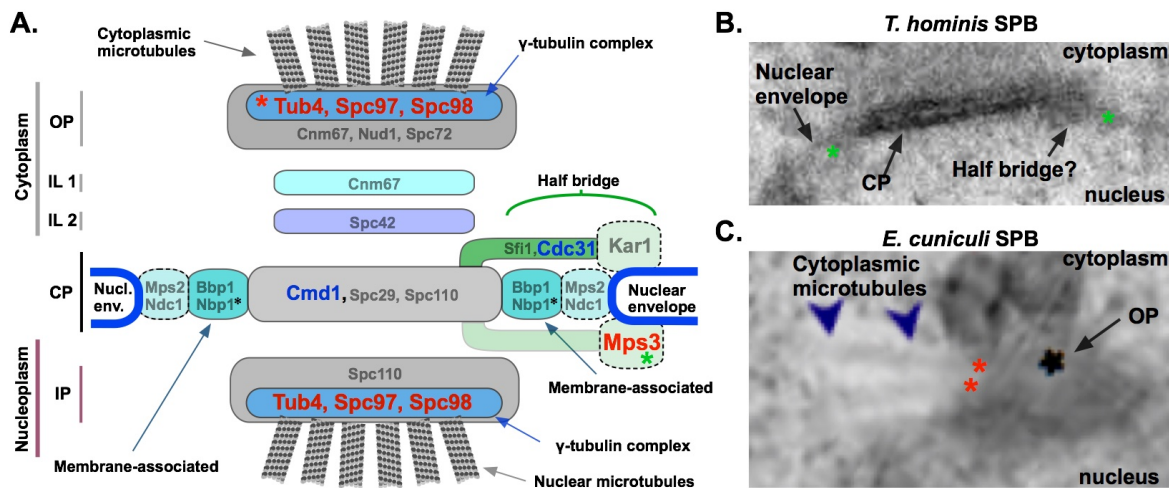 A.
Cytoplasmic
microtubules
γ-tubulin complex
Cytoplasm
OP
* Tub4, Spc97, Spc98
Cnm67, Nud1, Spc72
IL 1
Cnm67
IL 2
Spc42
Half bridge
Sfi1,Cdc31
Kar1
CP
Nucl.
env.
Mps2
Ndc1
Bbp1
Nbp1*
Cmd1, Spc29, Spc110
Bbp1
Nbp1*
Mps2
Ndc1
Nuclear
envelope
Mps3
*
Membrane-associated
Nucleoplasm
IP
Spc110
Tub4, Spc97, Spc98
γ-tubulin complex
Membrane-associated
Nuclear microtubules
B.
T. hominis SPB
cytoplasm
Nuclear
envelope
*
*
CP
Half bridge?
nucleus
C.
E. cuniculi SPB
Cytoplasmic
microtubules
cytoplasm
OP
*
*
nucleus